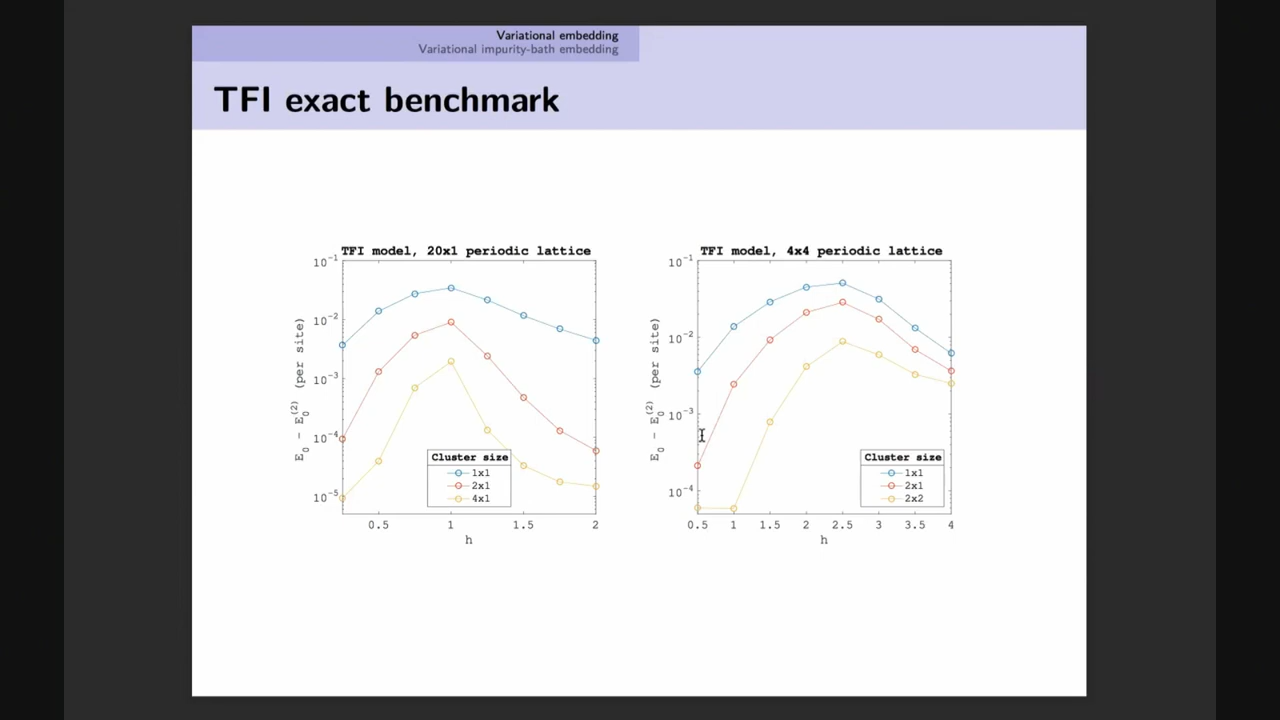 Variational embedding
Variational impurity-bath embedding
TFI exact benchmark
TFI model, 20x1 periodic lattice
10^-1
10^-2
10^-3
10^-4
10^-5
E_0 - E_0^(2) (per site)
0.5 1 1.5 2
h
Cluster size
1x1
2x1
4x1
TFI model, 4x4 periodic lattice
10^-1
10^-2
10^-3
10^-4
E_0 - E_0^(2) (per site)
0.5 1 1.5 2 2.5 3 3.5 4
h
Cluster size
1x1
2x1
2x2